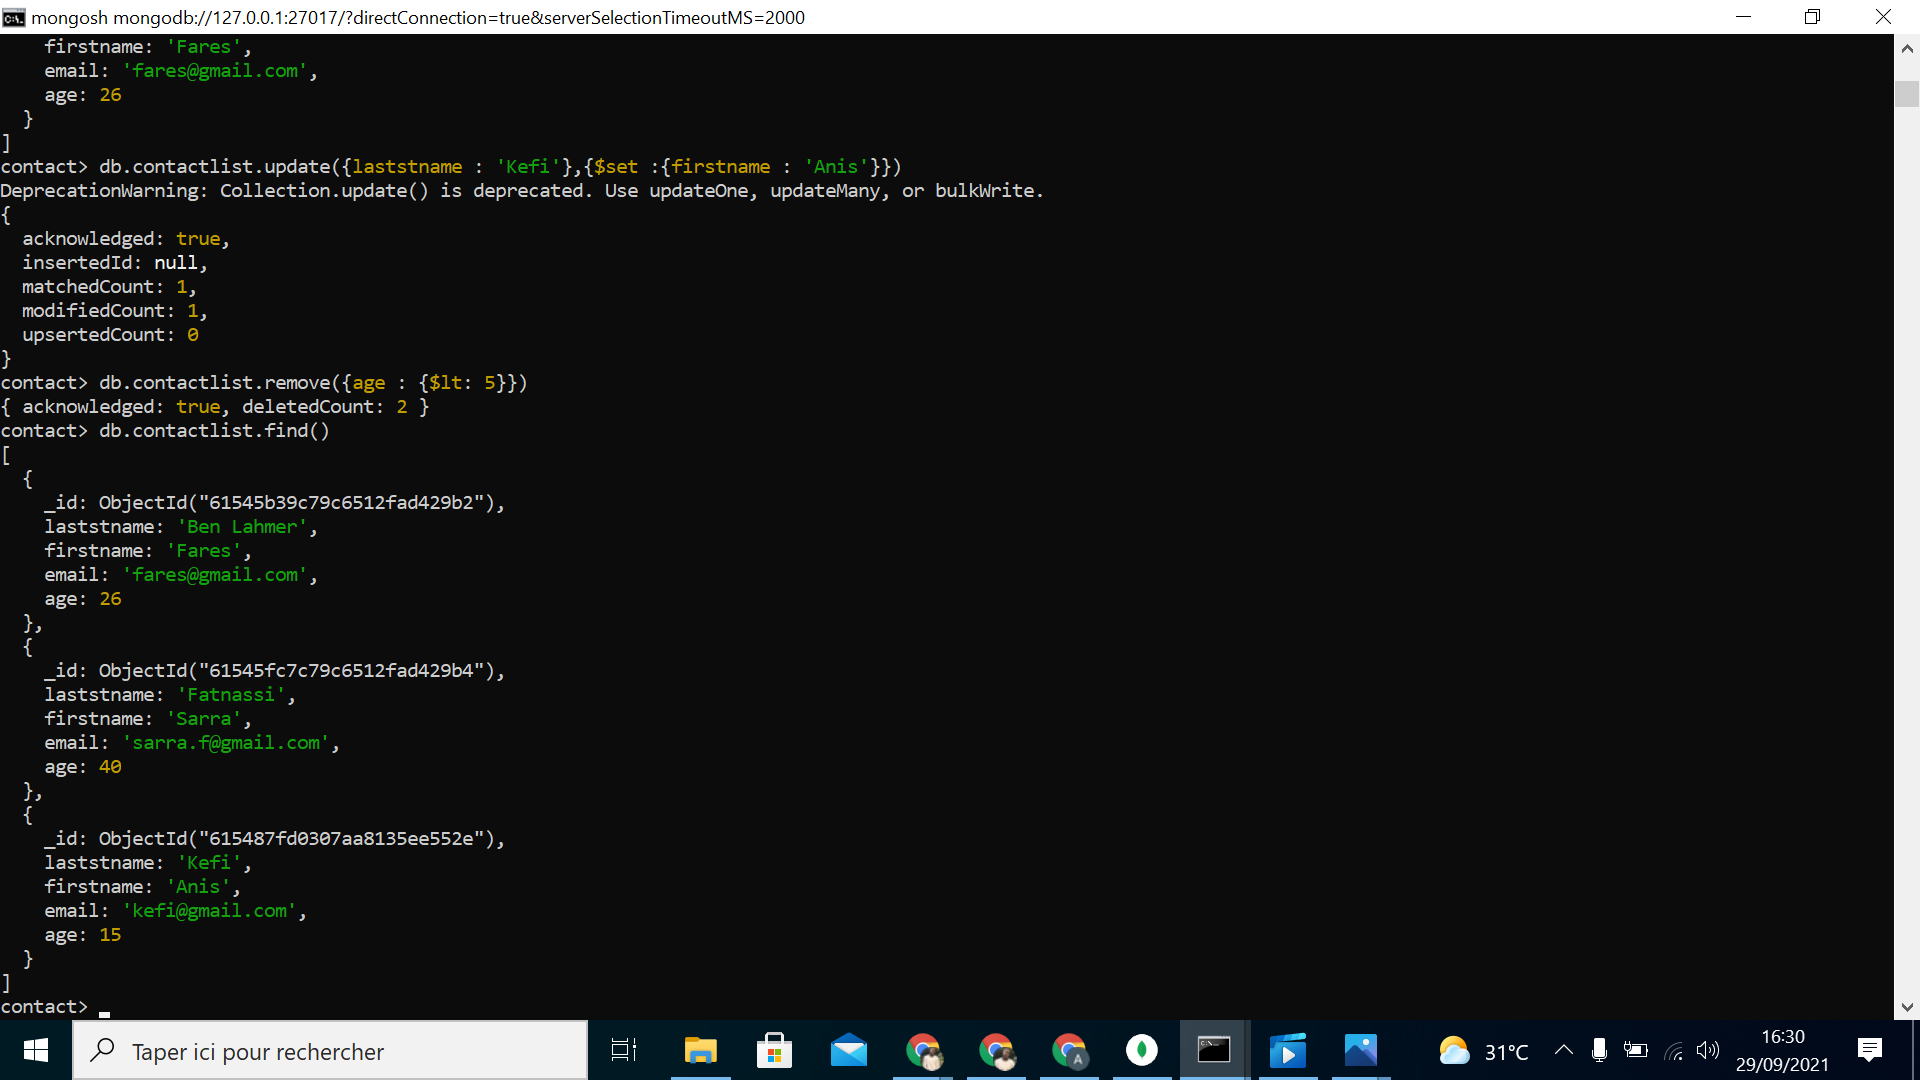 mongosh mongodb://127.0.0.1:27017/?directConnection=true&serverSelectionTimeoutMS=2000
    firstname: 'Fares',
    email: 'fares@gmail.com',
    age: 26
  }
]
contact> db.contactlist.update({laststname : 'Kefi'},{$set :{firstname : 'Anis'}})
DeprecationWarning: Collection.update() is deprecated. Use updateOne, updateMany, or bulkWrite.
{
  acknowledged: true,
  insertedId: null,
  matchedCount: 1,
  modifiedCount: 1,
  upsertedCount: 0
}
contact> db.contactlist.remove({age : {$lt: 5}})
{ acknowledged: true, deletedCount: 2 }
contact> db.contactlist.find()
[
  {
    _id: ObjectId("61545b39c79c6512fad429b2"),
    laststname: 'Ben Lahmer',
    firstname: 'Fares',
    email: 'fares@gmail.com',
    age: 26
  },
  {
    _id: ObjectId("61545fc7c79c6512fad429b4"),
    laststname: 'Fatnassi',
    firstname: 'Sarra',
    email: 'sarra.f@gmail.com',
    age: 40
  },
  {
    _id: ObjectId("615487fd0307aa8135ee552e"),
    laststname: 'Kefi',
    firstname: 'Anis',
    email: 'kefi@gmail.com',
    age: 15
  }
]
contact>
Taper ici pour rechercher
A
31°C
16:30
29/09/2021